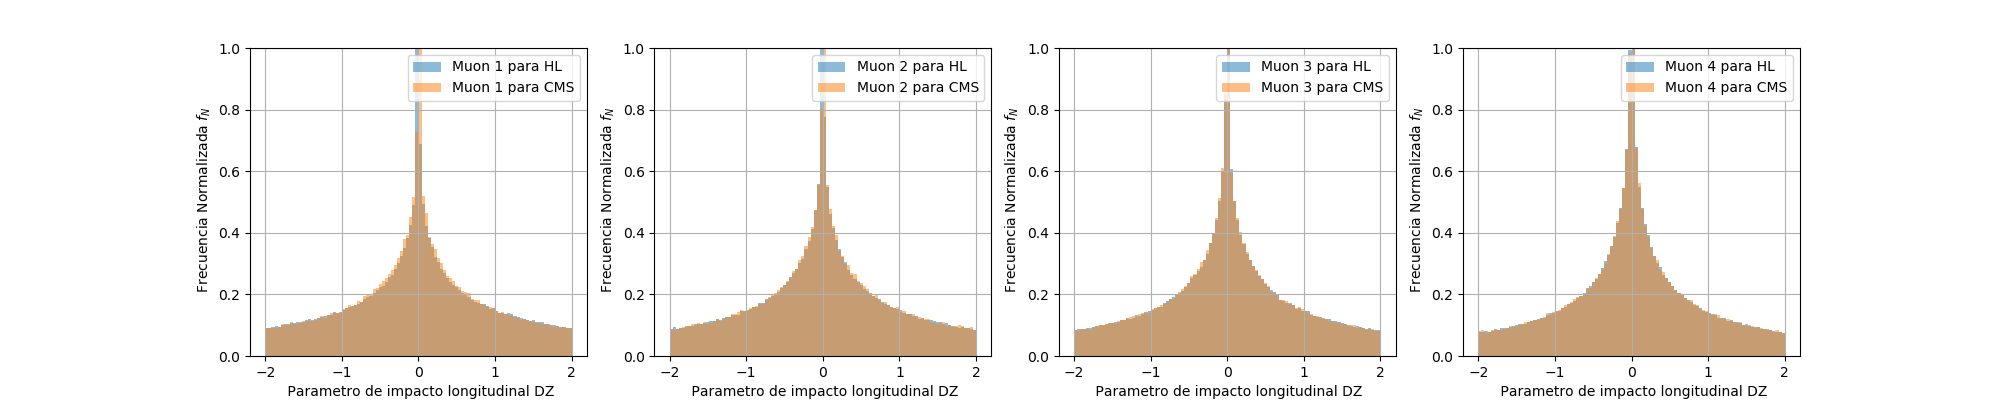 Frecuencia Normalizada f_N
1.0
0.8
0.6
0.4
0.2
0.0
Muon 1 para HL
Muon 1 para CMS
−2 −1 0 1 2
Parametro de impacto longitudinal DZ
Frecuencia Normalizada f_N
1.0
0.8
0.6
0.4
0.2
0.0
Muon 2 para HL
Muon 2 para CMS
−2 −1 0 1 2
Parametro de impacto longitudinal DZ
Frecuencia Normalizada f_N
1.0
0.8
0.6
0.4
0.2
0.0
Muon 3 para HL
Muon 3 para CMS
−2 −1 0 1 2
Parametro de impacto longitudinal DZ
Frecuencia Normalizada f_N
1.0
0.8
0.6
0.4
0.2
0.0
Muon 4 para HL
Muon 4 para CMS
−2 −1 0 1 2
Parametro de impacto longitudinal DZ